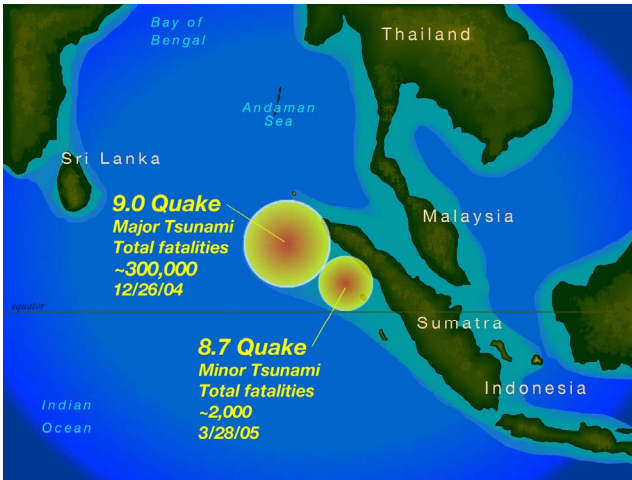 Bay of
Bengal
Thailand
Andaman
Sea
Sri Lanka
9.0 Quake
Major Tsunami
Total fatalities
~300,000
12/26/04
Malaysia
equator
Sumatra
8.7 Quake
Minor Tsunami
Total fatalities
~2,000
3/28/05
Indonesia
Indian
Ocean